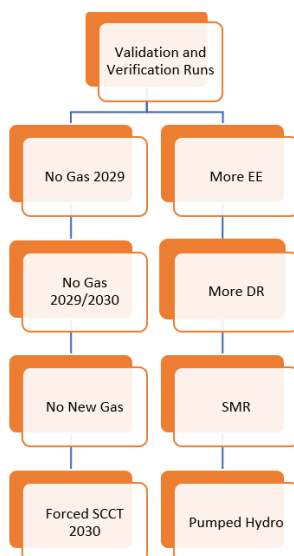 Validation and
Verification Runs
No Gas 2029
More EE
No Gas
2029/2030
More DR
No New Gas
SMR
Forced SCCT
2030
Pumped Hydro